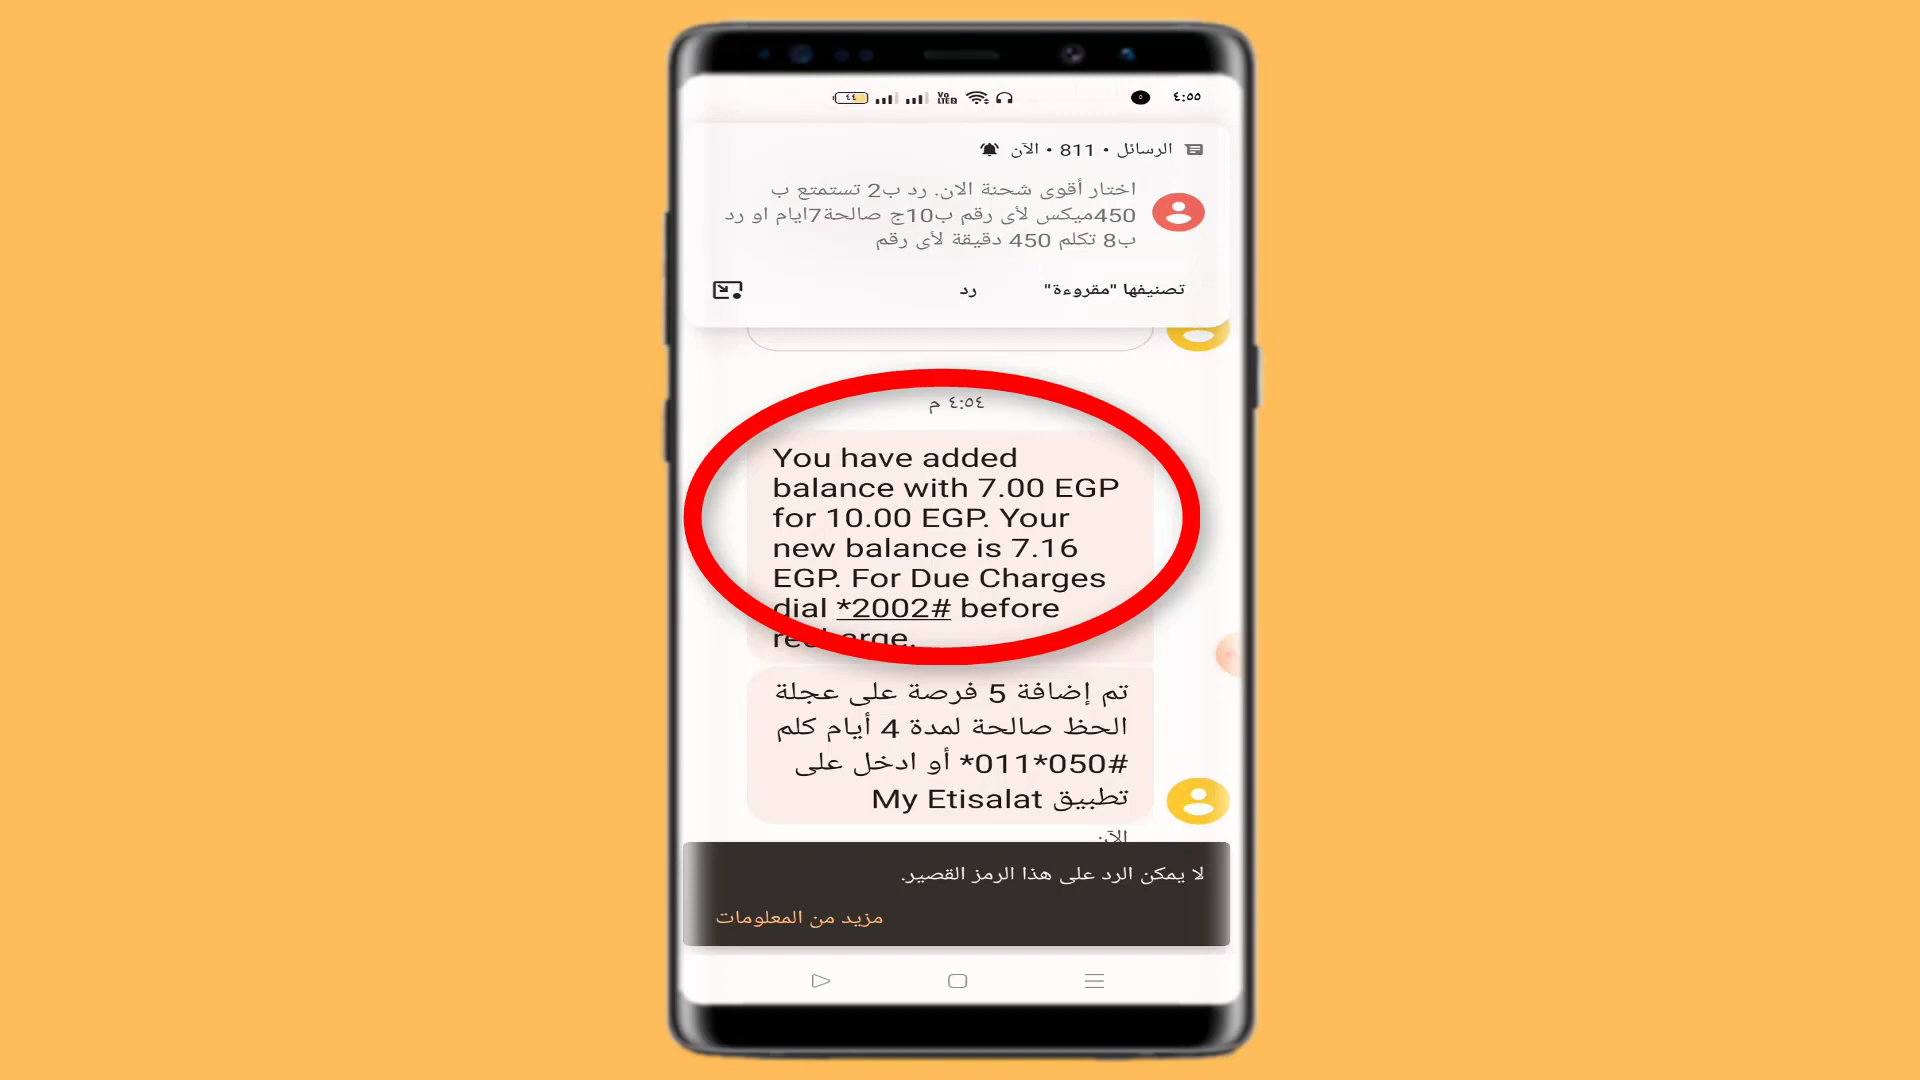 ٤٤
Vo
LTE2
٤:٥٥
الرسائل • 811 • الآن
اختار أقوى شحنة الان. رد ب2 تستمتع ب
450ميكس لأى رقم ب10ج صالحة7ايام او رد
ب8 تكلم 450 دقيقة لأى رقم
تصنيفها "مقروءة"
رد
٤:٥٤ م
You have added
balance with 7.00 EGP
for 10.00 EGP. Your
new balance is 7.16
EGP. For Due Charges
dial *2002# before
recharge.
تم إضافة 5 فرصة على عجلة
الحظ صالحة لمدة 4 أيام كلم
#050*011* أو ادخل على
تطبيق My Etisalat
الآن
لا يمكن الرد على هذا الرمز القصير.
مزيد من المعلومات